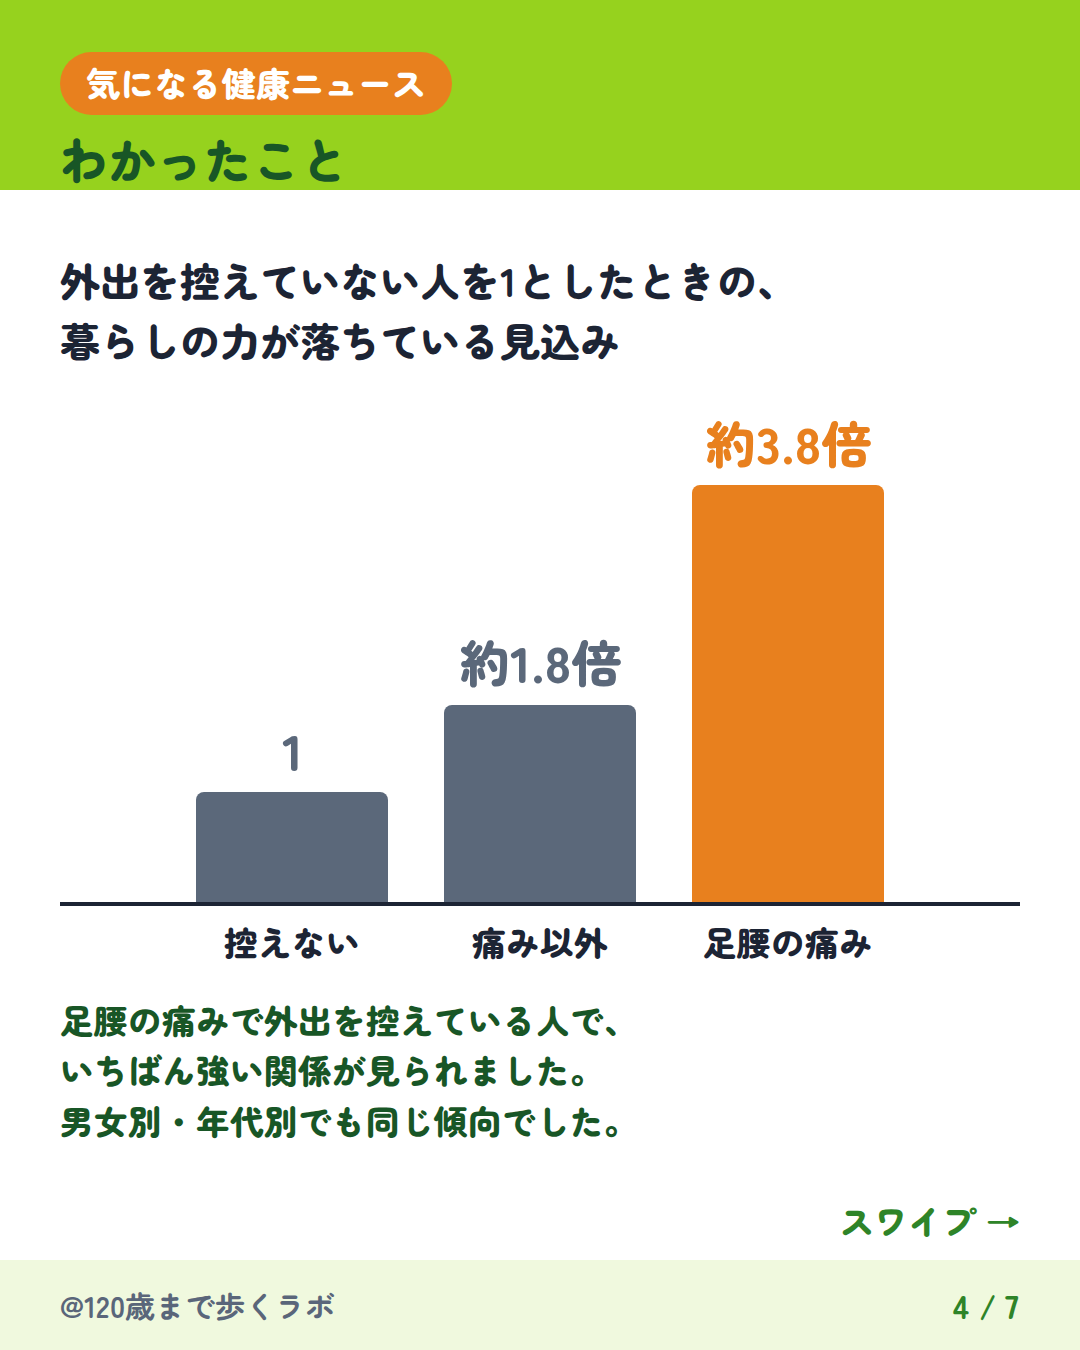 気になる健康ニュース
わかったこと
外出を控えていない人を1としたときの、
暮らしの力が落ちている見込み
約3.8倍
約1.8倍
1
控えない
痛み以外
足腰の痛み
足腰の痛みで外出を控えている人で、
いちばん強い関係が見られました。
男女別・年代別でも同じ傾向でした。
スワイプ →
@120歳まで歩くラボ
4 / 7